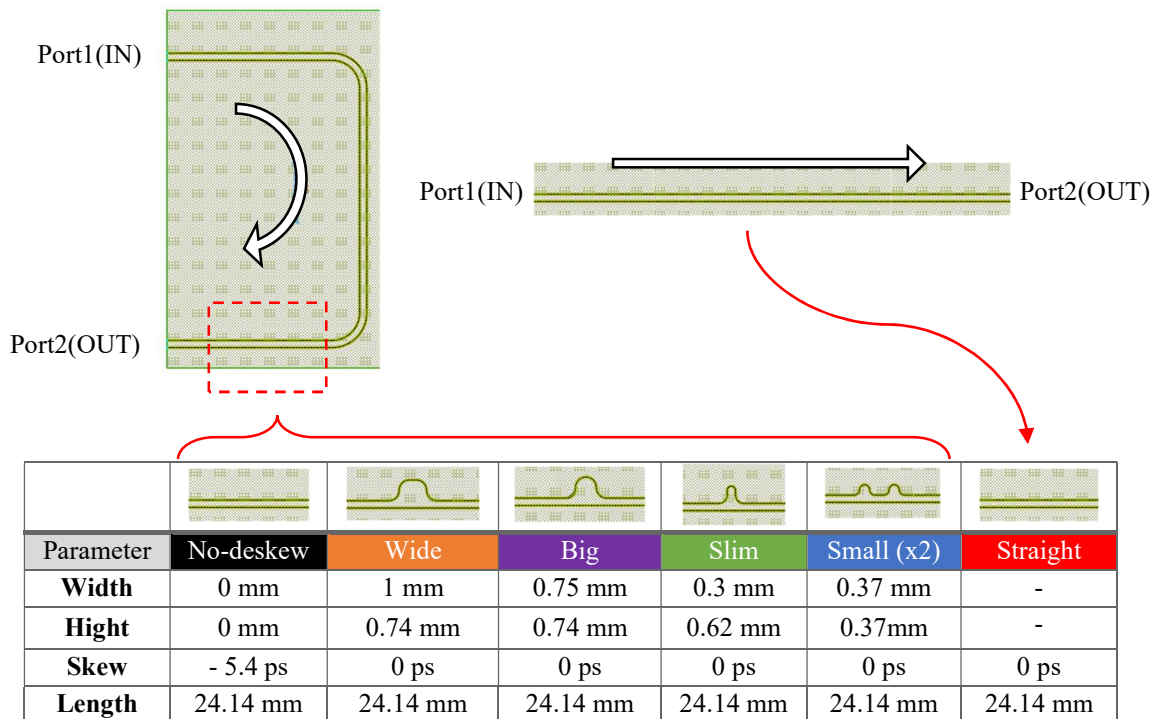 Port1(IN)
Port1(IN)
Port2(OUT)
Port2(OUT)
Parameter No-deskew Wide Big Slim Small (x2) Straight
Width 0 mm 1 mm 0.75 mm 0.3 mm 0.37 mm -
Hight 0 mm 0.74 mm 0.74 mm 0.62 mm 0.37mm -
Skew - 5.4 ps 0 ps 0 ps 0 ps 0 ps 0 ps
Length 24.14 mm 24.14 mm 24.14 mm 24.14 mm 24.14 mm 24.14 mm